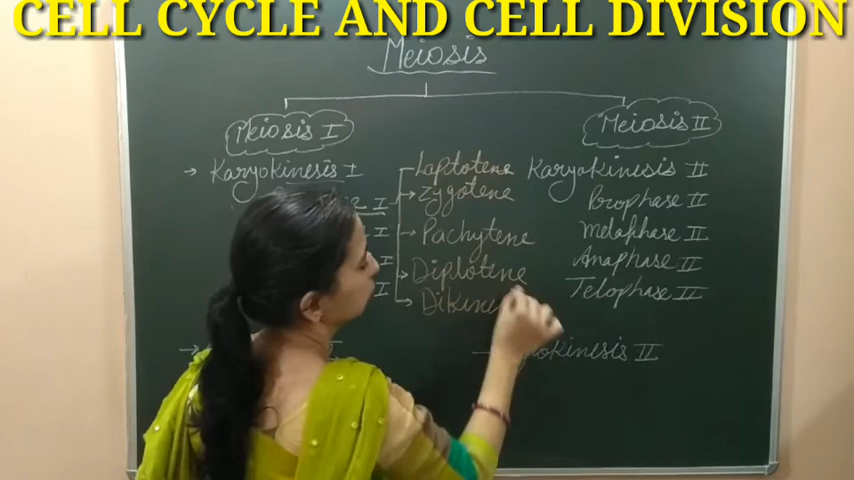 CELL CYCLE AND CELL DIVISION
Meiosis
Meiosis I
Meiosis II
→ Karyokinesis I
I
I
I
I
Laptotene
→ Zygotene
→ Pachytene
→ Diplotene
→
Karyokinesis II
Prophase II
Metaphase II
Anaphase II
Telophase II